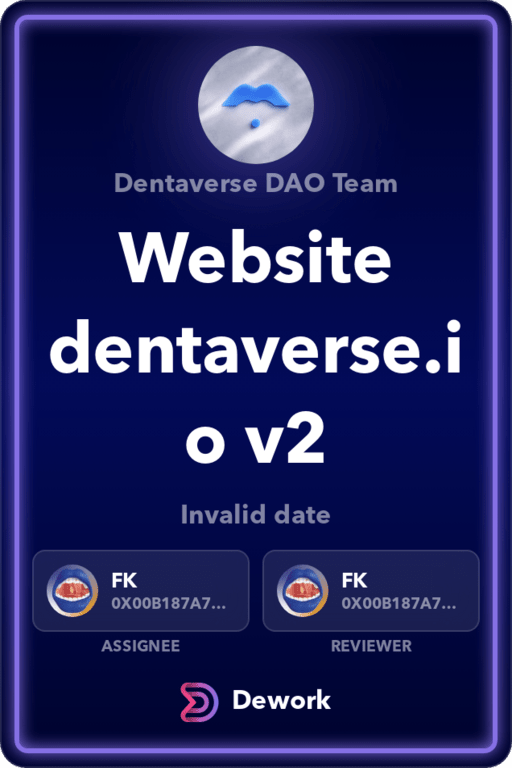 Dentaverse DAO Team
Website
dentaverse.i
o v2
Invalid date
FK
0X00B187A7...
FK
0X00B187A7...
ASSIGNEE
REVIEWER
Dework